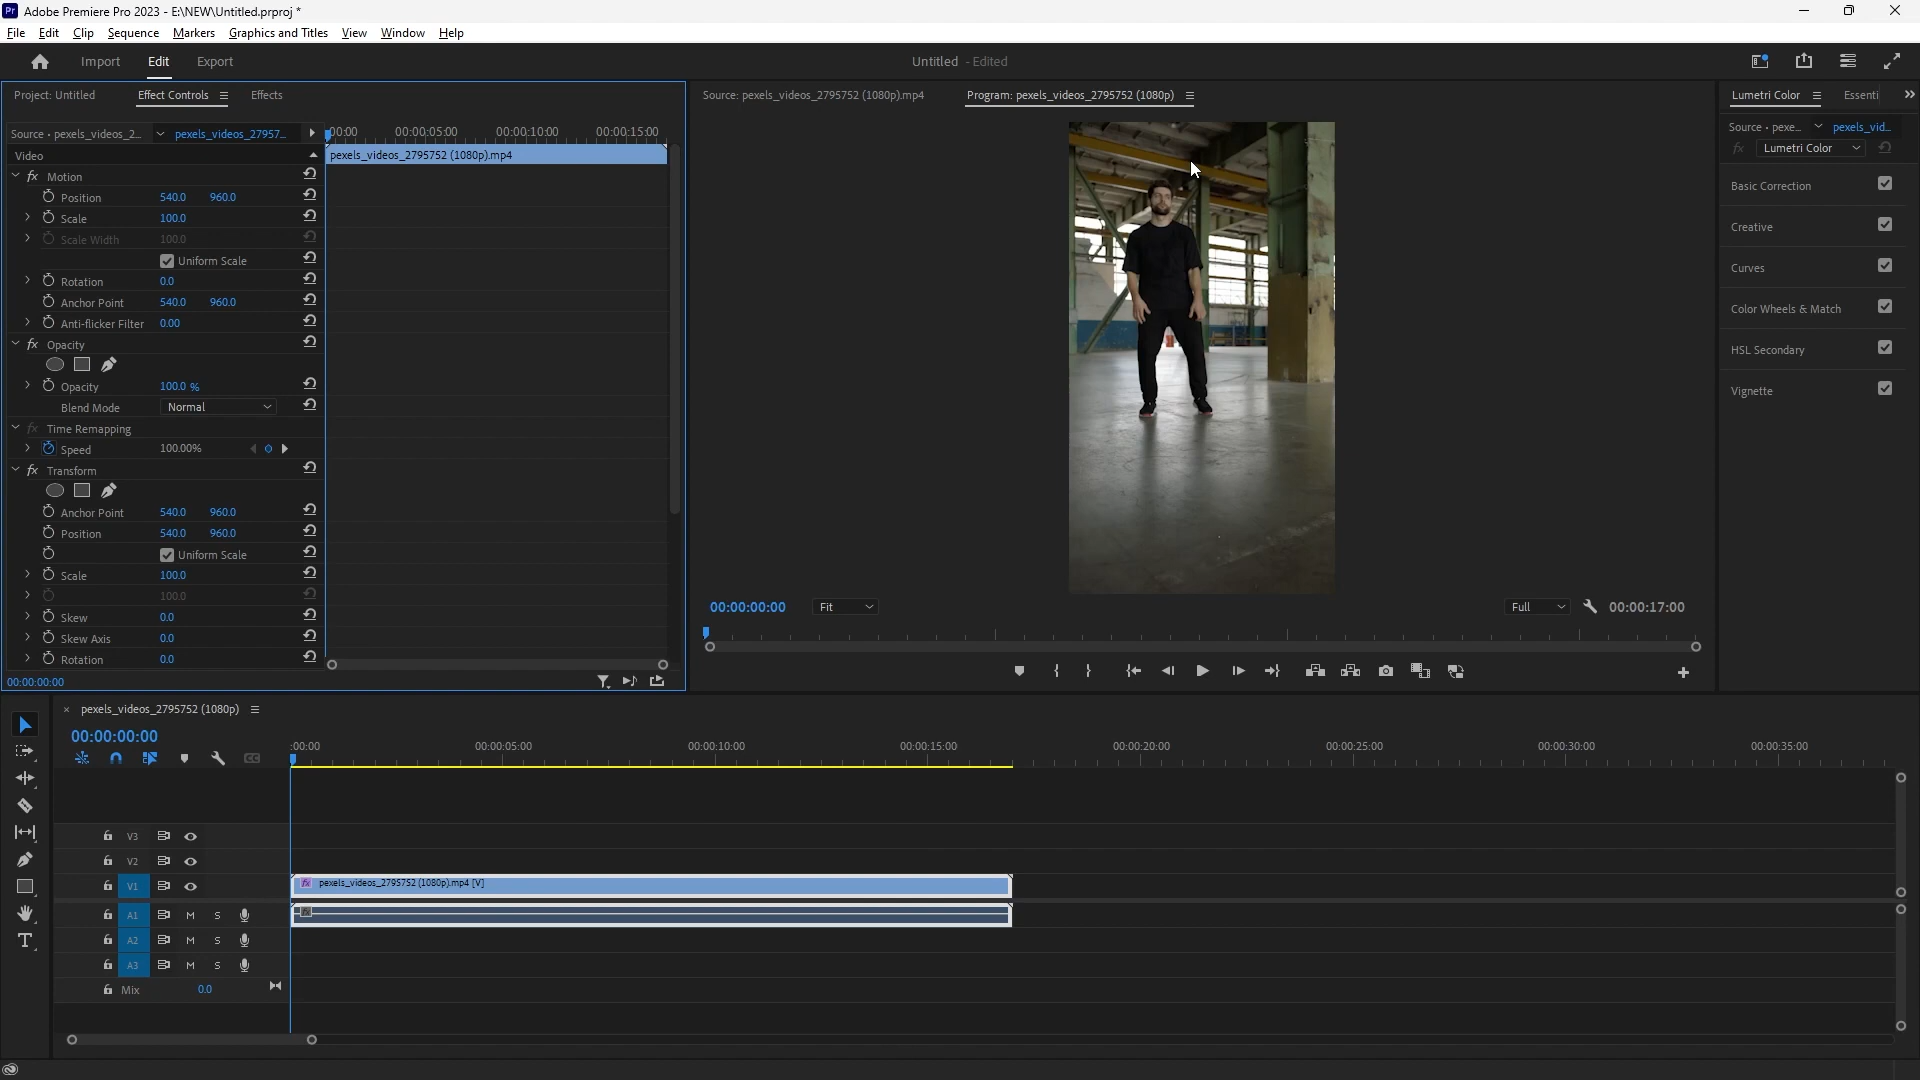 Pr Adobe Premiere Pro 2023 - E:\NEW\Untitled.prproj *
File Edit Clip Sequence Markers Graphics and Titles View Window Help
Import Edit Export Untitled - Edited
Project: Untitled Effect Controls Effects
Source • pexels_videos_2... pexels_videos_27957...
00:00 00:00:05:00 00:00:10:00 00:00:15:00
Video pexels_videos_2795752 (1080p).mp4
fx Motion
Position 540.0 960.0
Scale 100.0
Scale Width 100.0
Uniform Scale
Rotation 0.0
Anchor Point 540.0 960.0
Anti-flicker Filter 0.00
fx Opacity
Opacity 100.0 %
Blend Mode Normal
fx Time Remapping
Speed 100.00%
fx Transform
Anchor Point 540.0 960.0
Position 540.0 960.0
Uniform Scale
Scale 100.0
100.0
Skew 0.0
Skew Axis 0.0
Rotation 0.0
00:00:00:00
Source: pexels_videos_2795752 (1080p).mp4 Program: pexels_videos_2795752 (1080p)
00:00:00:00 Fit Full 00:00:17:00
Lumetri Color Essenti
Source • pexe... pexels_vid...
fx Lumetri Color
Basic Correction
Creative
Curves
Color Wheels & Match
HSL Secondary
Vignette
× pexels_videos_2795752 (1080p)
00:00:00:00
:00:00 00:00:05:00 00:00:10:00 00:00:15:00 00:00:20:00 00:00:25:00 00:00:30:00 00:00:35:00
CC
V3
V2
V1 fx pexels_videos_2795752 (1080p).mp4 [V]
A1 M S
A2 M S
A3 M S
Mix 0.0
T